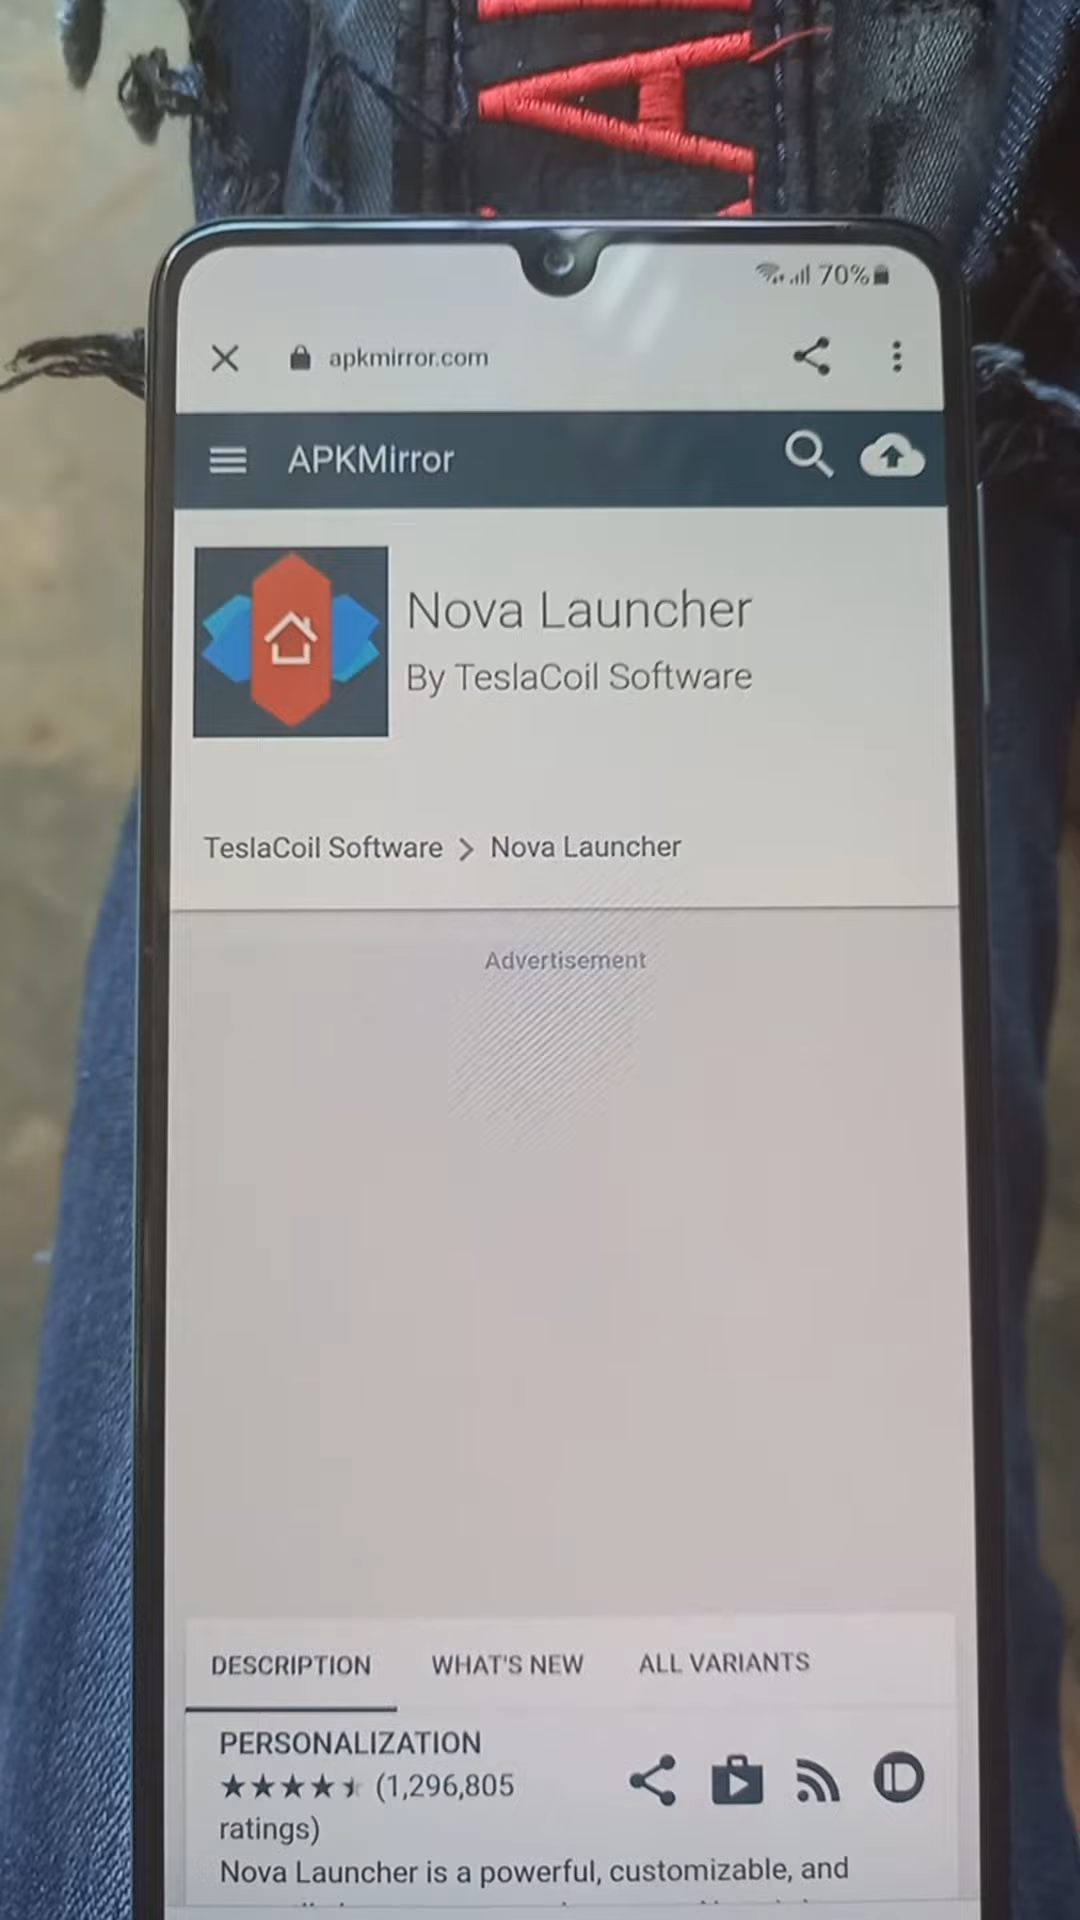 A
70%
apkmirror.com
APKMirror
Nova Launcher
By TeslaCoil Software
TeslaCoil Software > Nova Launcher
Advertisement
DESCRIPTION WHAT'S NEW ALL VARIANTS
PERSONALIZATION
(1,296,805
ratings)
Nova Launcher is a powerful, customizable, and